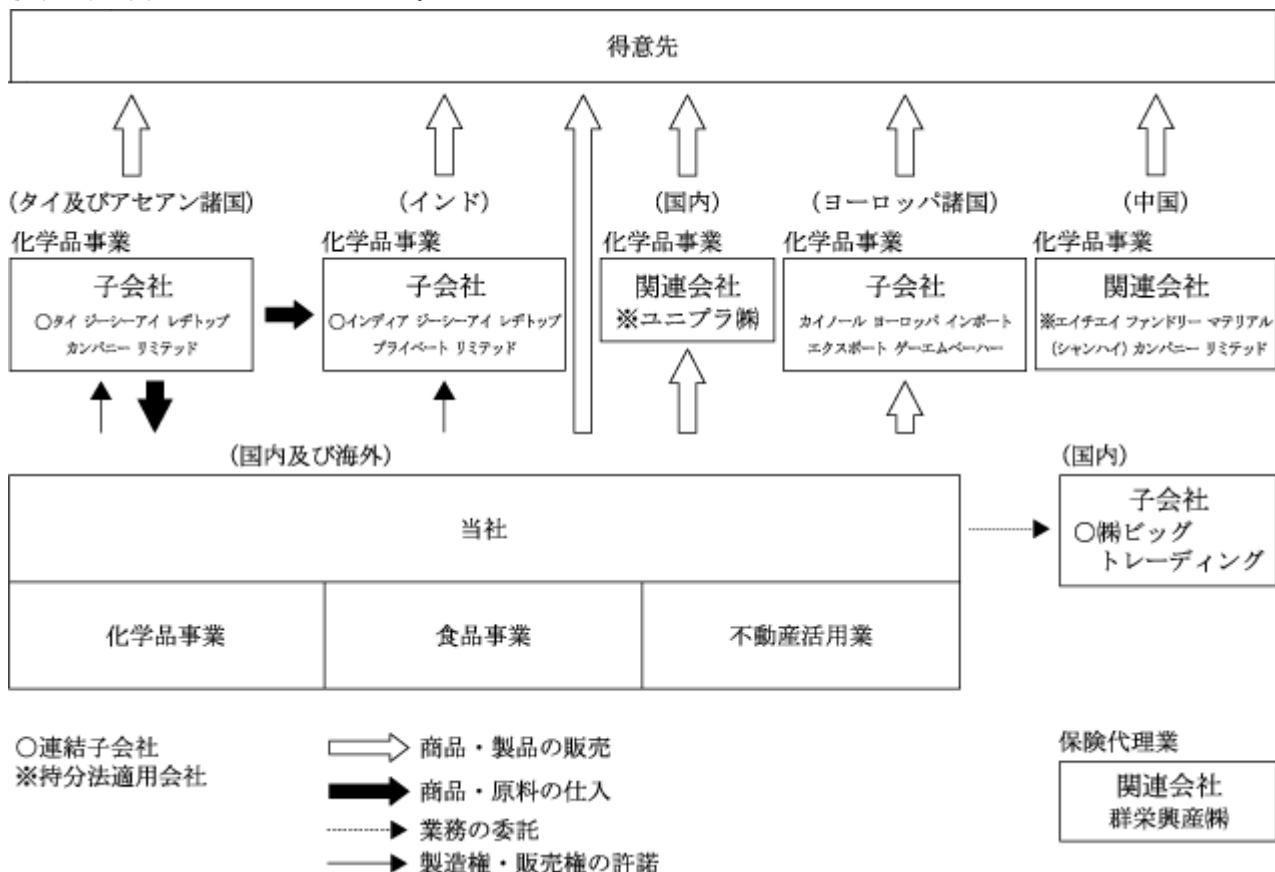 得意先
(タイ及びアセアン諸国)
化学品事業
子会社
○タイ ジーシーアイ レヂトップ
カンパニー リミテッド
(インド)
化学品事業
子会社
○インディア ジーシーアイ レヂトップ
プライベート リミテッド
(国内)
化学品事業
関連会社
※ユニプラ㈱
(ヨーロッパ諸国)
化学品事業
子会社
カイノール ヨーロッパ インポート
エクスポート ゲーエムベーハー
(中国)
化学品事業
関連会社
※エイチエイ ファンドリー マテリアル
(シャンハイ) カンパニー リミテッド
(国内及び海外)
当社
化学品事業
食品事業
不動産活用業
(国内)
子会社
○㈱ビッグ
トレーディング
○連結子会社
※持分法適用会社
商品・製品の販売
商品・原料の仕入
業務の委託
製造権・販売権の許諾
保険代理業
関連会社
群栄興産㈱